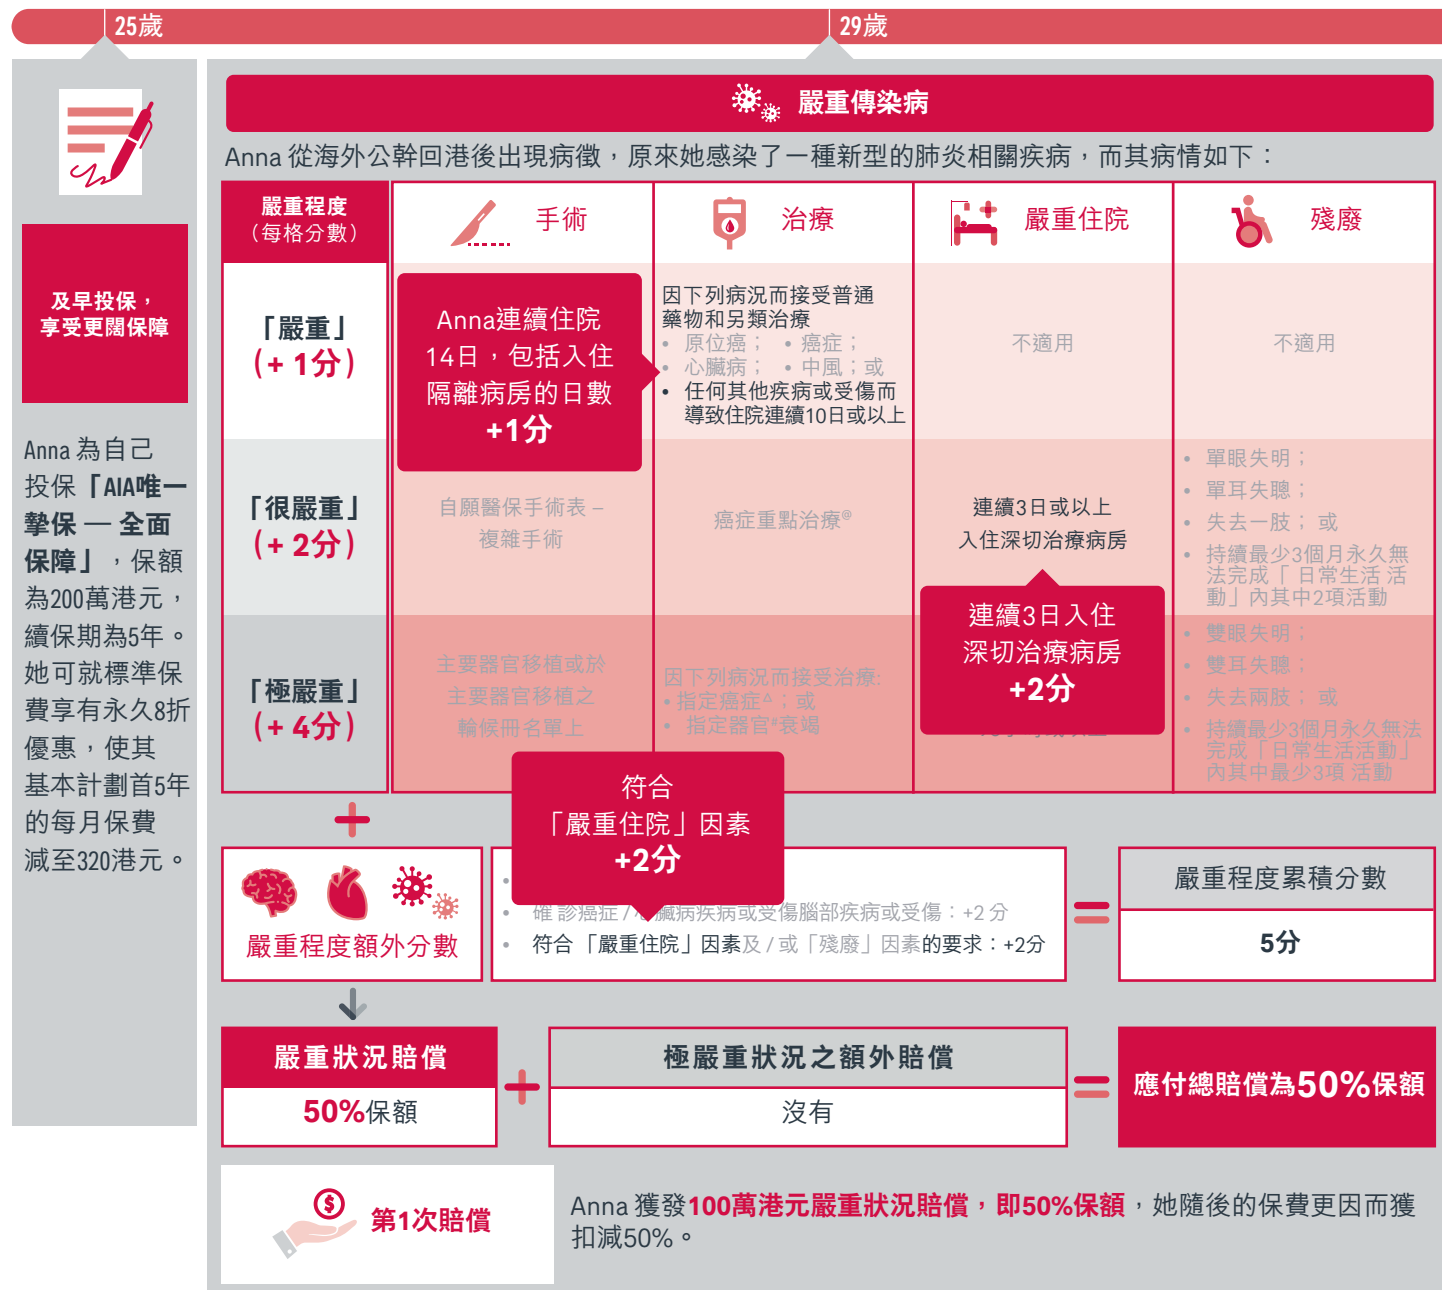 25歲
29歲
及早投保，
享受更闊保障
Anna 為自己
投保「AIA唯一
摯保 — 全面
保障」，保額
為200萬港元，
續保期為5年。
她可就標準保
費享有永久8折
優惠，使其
基本計劃首5年
的每月保費
減至320港元。
嚴重傳染病
Anna 從海外公幹回港後出現病徵，原來她感染了一種新型的肺炎相關疾病，而其病情如下：
嚴重程度
（每格分數）
手術
治療
嚴重住院
殘廢
「嚴重」
(+ 1分)
Anna連續住院
14日，包括入住
隔離病房的日數
+1分
因下列病況而接受普通
藥物和另類治療
• 原位癌； • 癌症；
• 心臟病； • 中風；或
• 任何其他疾病或受傷而
導致住院連續10日或以上
不適用
不適用
「很嚴重」
(+ 2分)
自願醫保手術表 –
複雜手術
癌症重點治療@
連續3日或以上
入住深切治療病房
• 單眼失明；
• 單耳失聰；
• 失去一肢； 或
• 持續最少3個月永久無
法完成「 日常生活 活
動」內其中2項活動
連續3日入住
深切治療病房
+2分
「極嚴重」
(+ 4分)
主要器官移植或於
主要器官移植之
輪候冊名單上
因下列病況而接受治療:
• 指定癌症△；或
• 指定器官#衰竭
• 雙眼失明；
• 雙耳失聰；
• 失去兩肢； 或
• 持續最少3個月永久無法
完成「日常生活活動」
內其中最少3項 活動
符合
「嚴重住院」因素
+2分
嚴重程度額外分數
• 確 診癌症 / 心臟病疾病或受傷腦部疾病或受傷：+2 分
• 符合 「嚴重住院」因素及 / 或「殘廢」因素的要求：+2分
嚴重程度累積分數
5分
嚴重狀況賠償
50%保額
極嚴重狀況之額外賠償
沒有
應付總賠償為50%保額
第1次賠償
Anna 獲發100萬港元嚴重狀況賠償，即50%保額，她隨後的保費更因而獲
扣減50%。